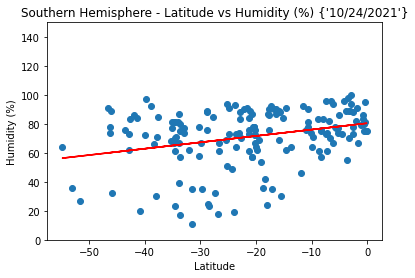 Southern Hemisphere - Latitude vs Humidity (%) {'10/24/2021'}
140
120
100
80
60
40
20
0
Humidity (%)
−50 −40 −30 −20 −10 0
Latitude